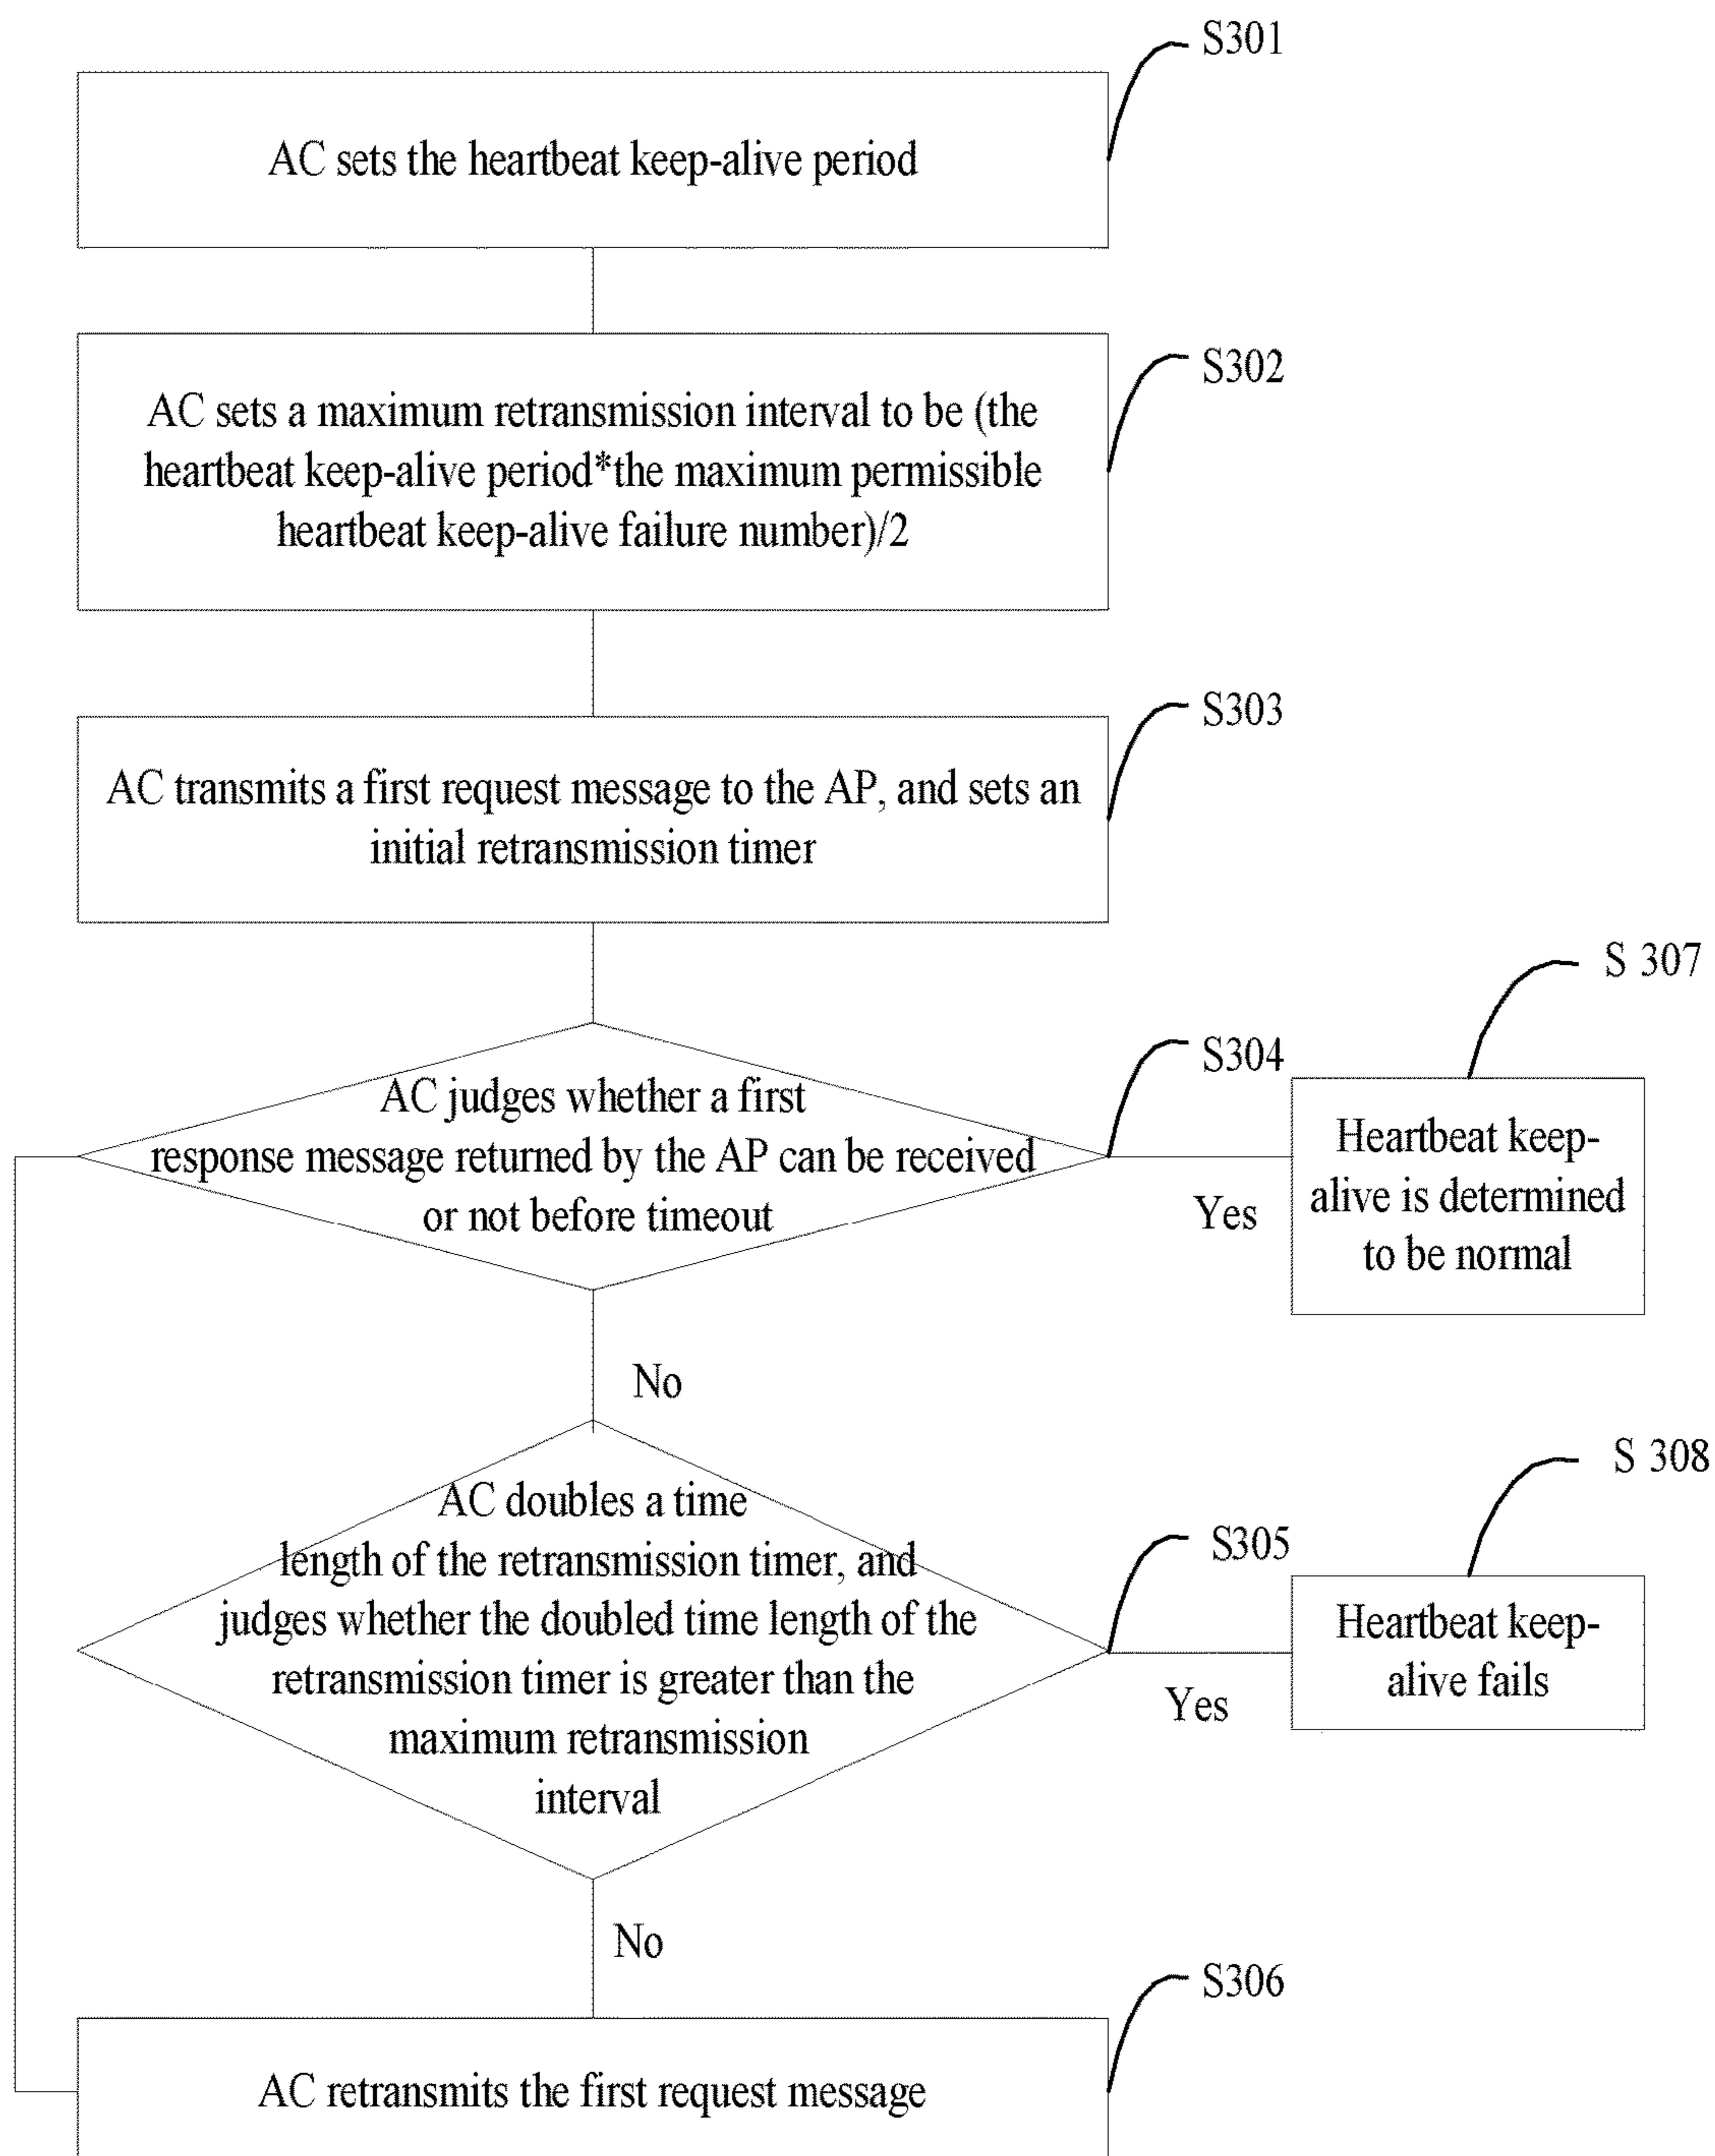 S301
AC sets the heartbeat keep-alive period
S302
AC sets a maximum retransmission interval to be (the
heartbeat keep-alive period*the maximum permissible
heartbeat keep-alive failure number)/2
S303
AC transmits a first request message to the AP, and sets an
initial retransmission timer
S 307
S304
AC judges whether a first
response message returned by the AP can be received
or not before timeout
Yes
Heartbeat keep-
alive is determined
to be normal
No
S 308
S305
AC doubles a time
length of the retransmission timer, and
judges whether the doubled time length of the
retransmission timer is greater than the
maximum retransmission
interval
Yes
Heartbeat keep-
alive fails
No
S306
AC retransmits the first request message